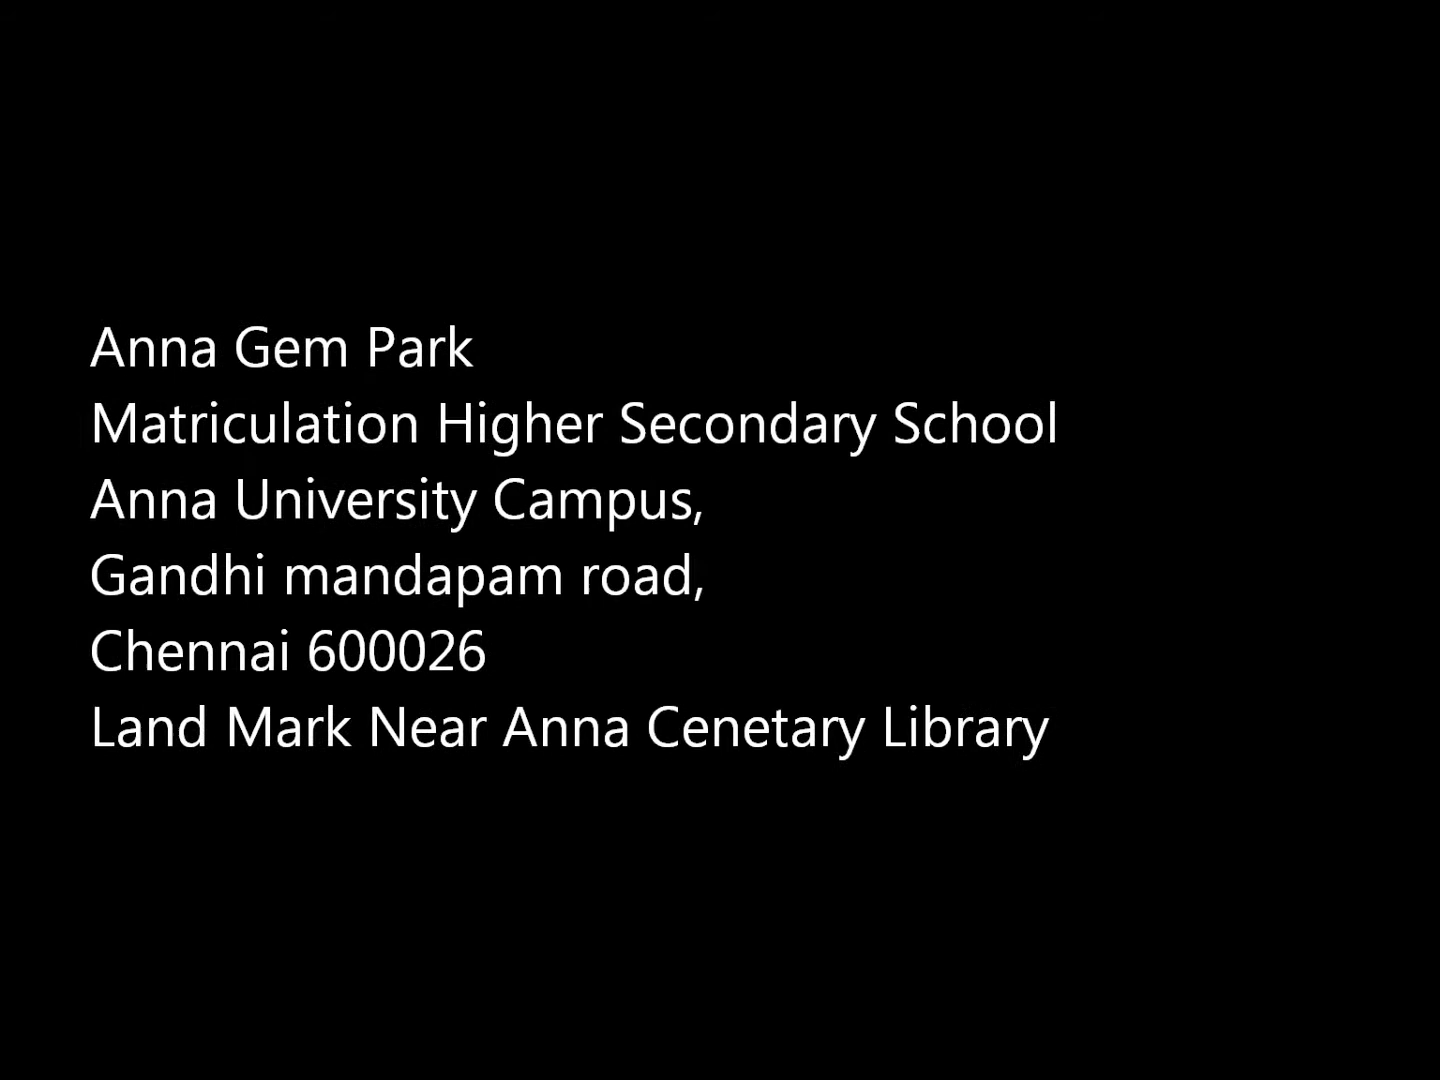 Anna Gem Park
Matriculation Higher Secondary School
Anna University Campus,
Gandhi mandapam road,
Chennai 600026
Land Mark Near Anna Cenetary Library